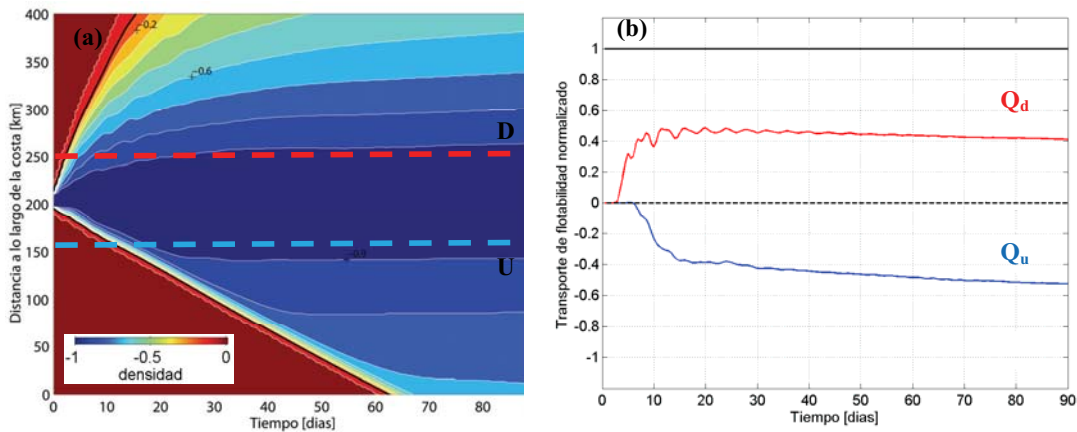 (a)
Distancia a lo largo de la costa [km]
400
350
300
250
200
150
100
50
0
−0.2
−0.6
−0.9
D
U
-1 -0.5 0
densidad
0 10 20 30 40 50 60 70 80
Tiempo [dias]
(b)
Transporte de flotabilidad normalizado
1
0.8
0.6
0.4
0.2
0
-0.2
-0.4
-0.6
-0.8
-1
Qd
Qu
0 10 20 30 40 50 60 70 80 90
Tiempo [dias]